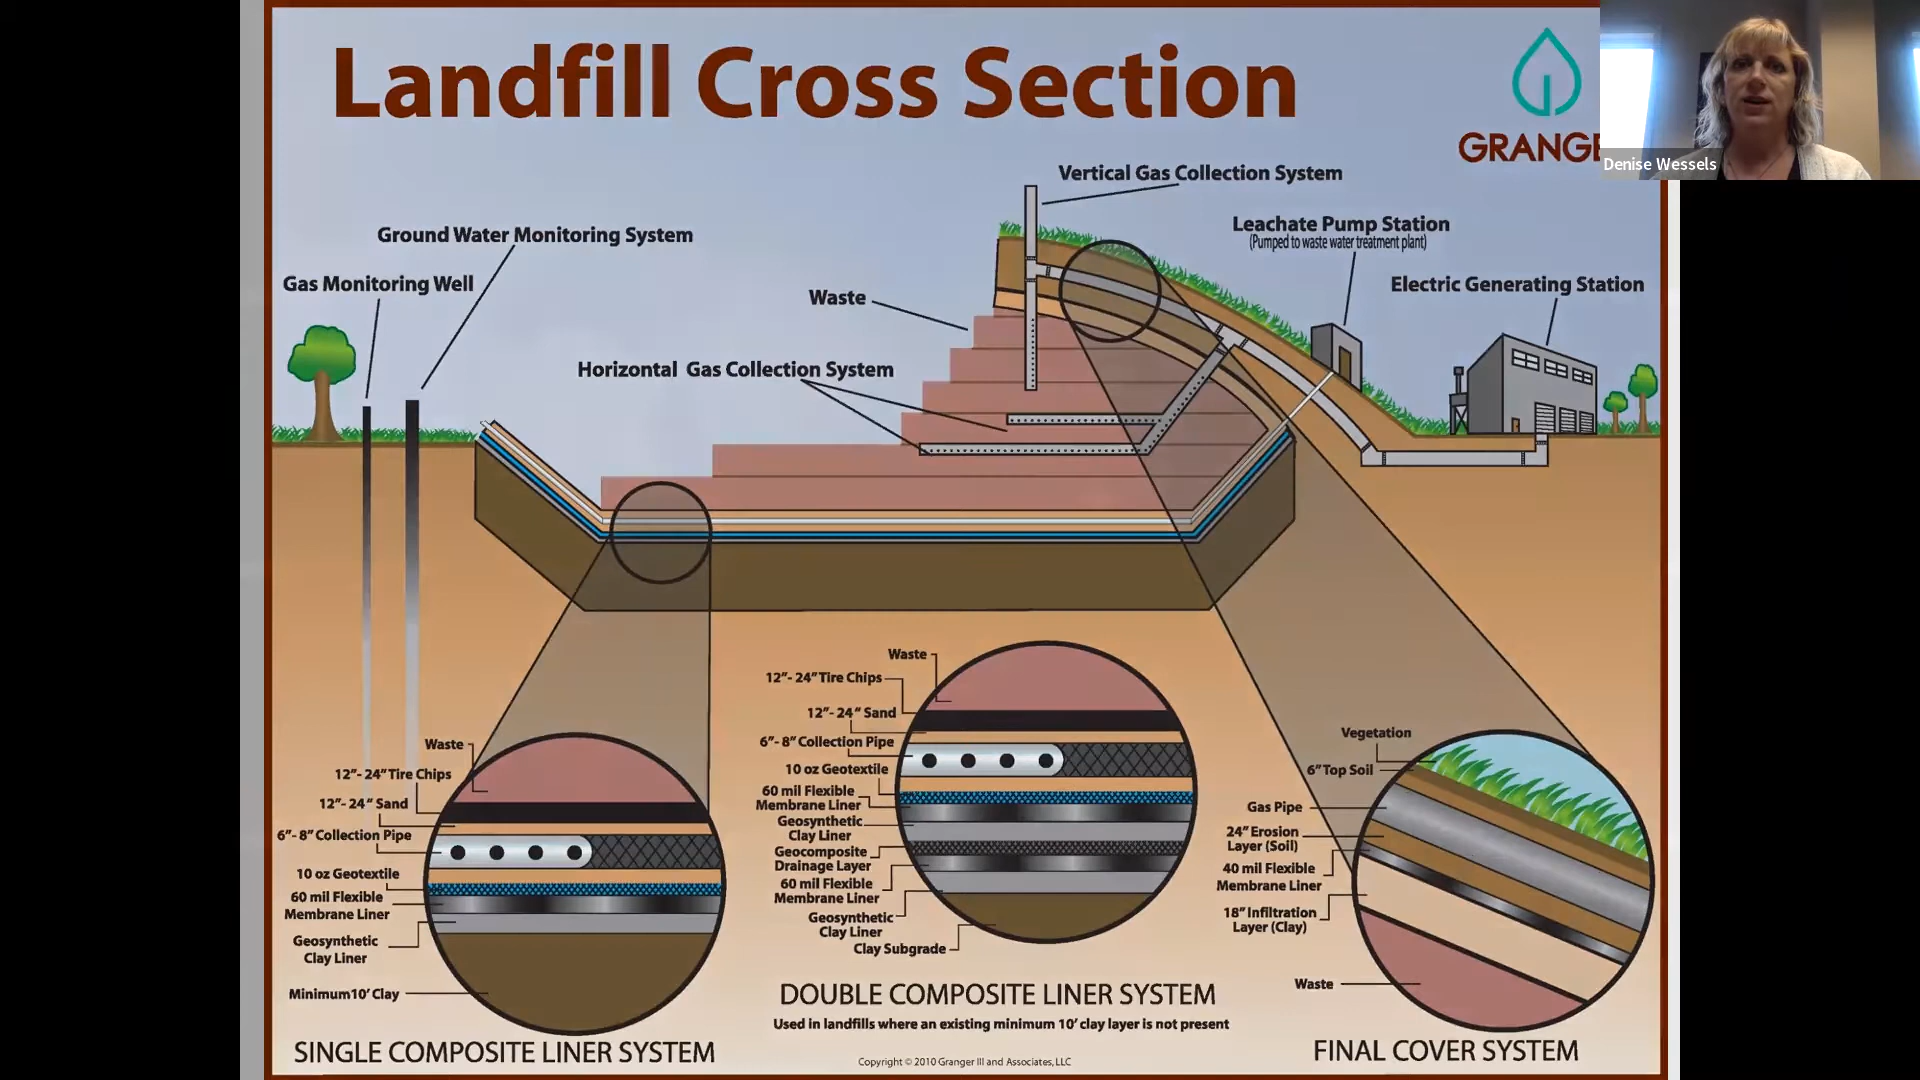 Landfill Cross Section
GRANGE
Denise Wessels
Vertical Gas Collection System
Leachate Pump Station
(Pumped to waste water treatment plant)
Ground Water Monitoring System
Gas Monitoring Well
Electric Generating Station
Waste
Horizontal Gas Collection System
Waste
12"- 24" Tire Chips
12"- 24" Sand
6"- 8" Collection Pipe
10 oz Geotextile
60 mil Flexible
Membrane Liner
Geosynthetic
Clay Liner
Minimum10' Clay
SINGLE COMPOSITE LINER SYSTEM
Waste
12"- 24" Tire Chips
12"- 24" Sand
6"- 8" Collection Pipe
10 oz Geotextile
60 mil Flexible
Membrane Liner
Geosynthetic
Clay Liner
Geocomposite
Drainage Layer
60 mil Flexible
Membrane Liner
Geosynthetic
Clay Liner
Clay Subgrade
DOUBLE COMPOSITE LINER SYSTEM
Used in landfills where an existing minimum 10' clay layer is not present
Copyright © 2010 Granger III and Associates, LLC
Vegetation
6" Top Soil
Gas Pipe
24" Erosion
Layer (Soil)
40 mil Flexible
Membrane Liner
18" Infiltration
Layer (Clay)
Waste
FINAL COVER SYSTEM